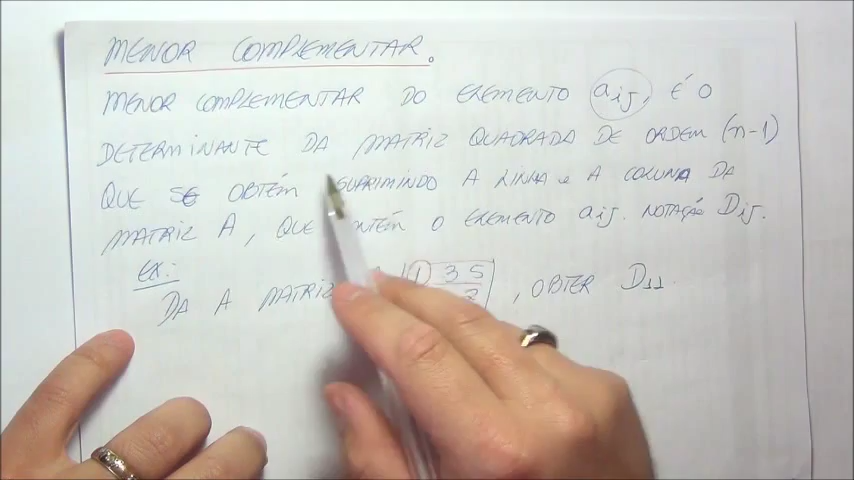 MENOR COMPLEMENTAR.
MENOR COMPLEMENTAR DO ELEMENTO aij, É O
DETERMINANTE DA MATRIZ QUADRADA DE ORDEM (n-1)
QUE SE OBTÉM SUPRIMINDO A LINHA e A COLUNA DA
MATRIZ A, QUE O ELEMENTO aij. NOTAÇÃO Dij.
EX:
DA A MATRIZ 1 3 5 , OBTER D11.